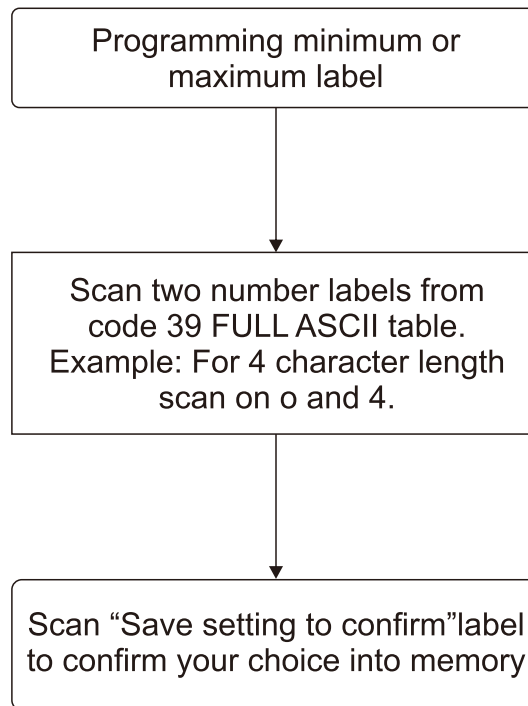 Programming minimum or
maximum label
Scan two number labels from
code 39 FULL ASCII table.
Example: For 4 character length
scan on o and 4.
Scan “Save setting to confirm”label
to confirm your choice into memory